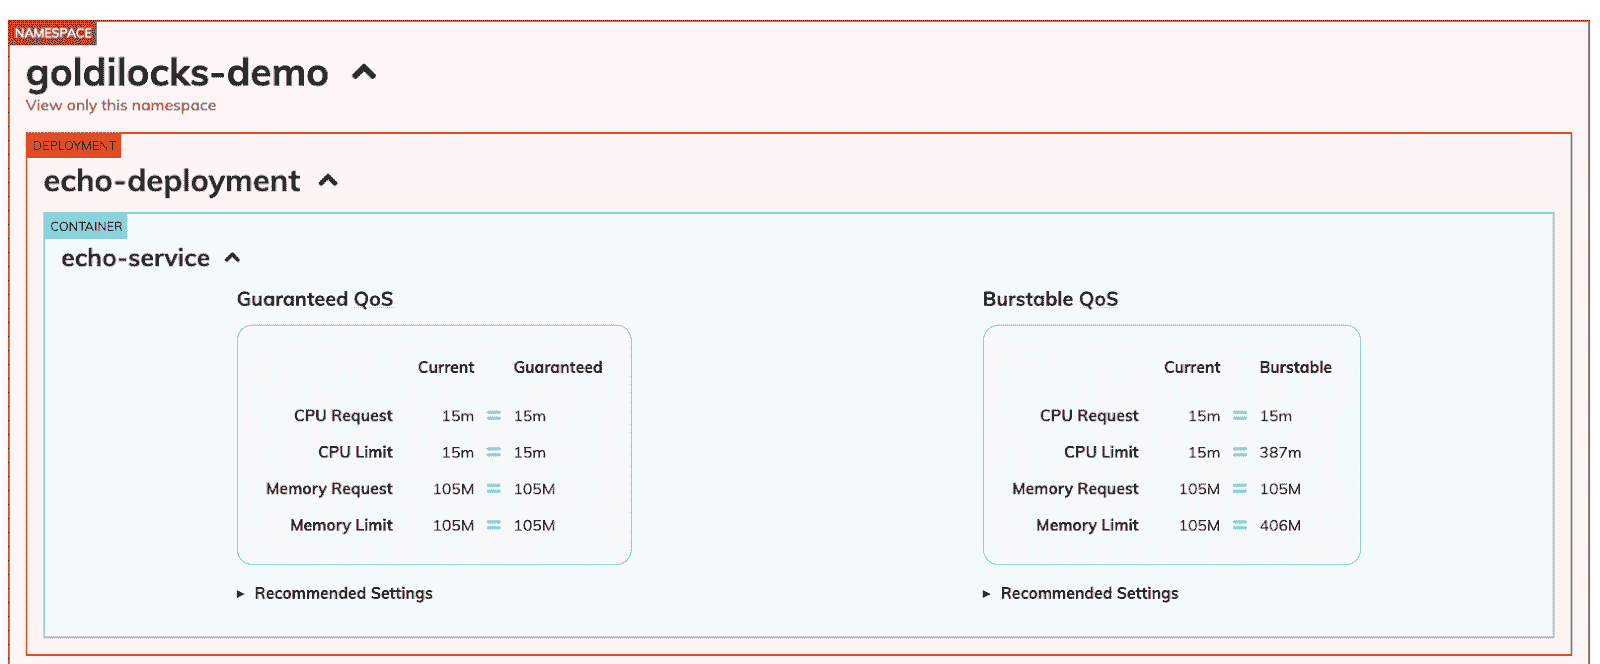 NAMESPACE
goldilocks-demo
View only this namespace
DEPLOYMENT
echo-deployment
CONTAINER
echo-service
Guaranteed QoS
Current Guaranteed
CPU Request 15m = 15m
CPU Limit 15m = 15m
Memory Request 105M = 105M
Memory Limit 105M = 105M
Recommended Settings
Burstable QoS
Current Burstable
CPU Request 15m = 15m
CPU Limit 15m = 387m
Memory Request 105M = 105M
Memory Limit 105M = 406M
Recommended Settings